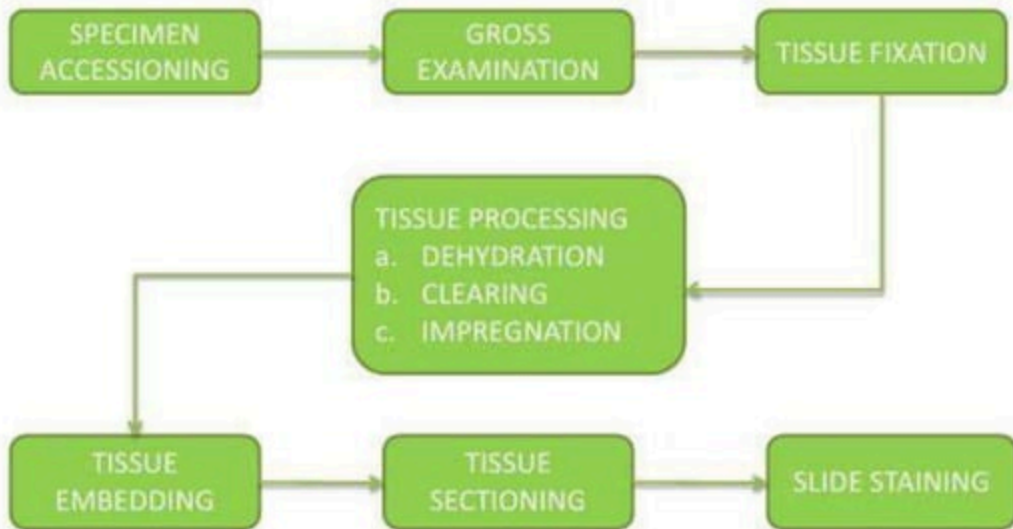 SPECIMEN
ACCESSIONING
GROSS
EXAMINATION
TISSUE FIXATION
TISSUE PROCESSING
a. DEHYDRATION
b. CLEARING
c. IMPREGNATION
TISSUE
EMBEDDING
TISSUE
SECTIONING
SLIDE STAINING